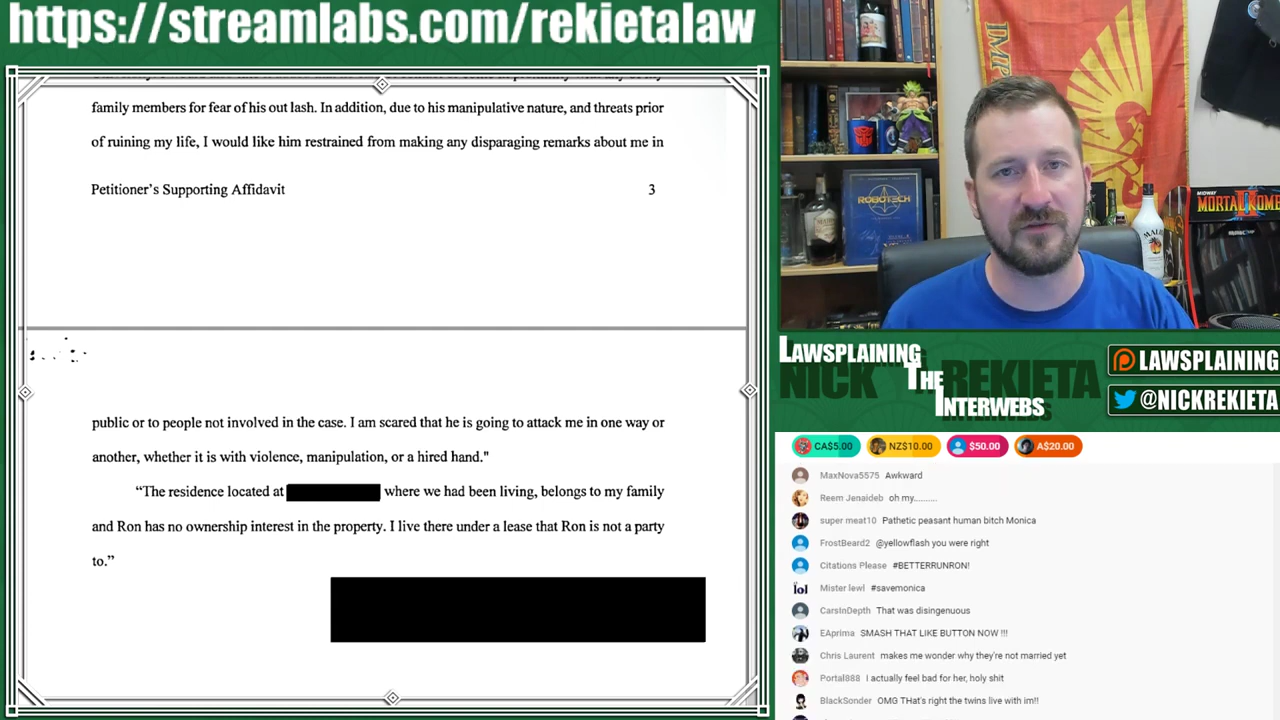 https://streamlabs.com/rekietalaw
family members for fear of his out lash. In addition, due to his manipulative nature, and threats prior
of ruining my life, I would like him restrained from making any disparaging remarks about me in
Petitioner's Supporting Affidavit 3
public or to people not involved in the case. I am scared that he is going to attack me in one way or
another, whether it is with violence, manipulation, or a hired hand."
“The residence located at where we had been living, belongs to my family
and Ron has no ownership interest in the property. I live there under a lease that Ron is not a party
to.”
ROBOTECH
MIDWAY
MORTAL KOMB
II
LAWSPLAINING
THE
INTERWEBS
NICK REKIETA
LAWSPLAINING
@NICKREKIETA
CA$5.00 NZ$10.00 $50.00 A$20.00
MaxNova5575 Awkward
Reem Jenaideb oh my.........
super meat10 Pathetic peasant human bitch Monica
FrostBeard2 @yellowflash you were right
Citations Please #BETTERRUNRON!
lol
Mister lewl #savemonica
CarsInDepth That was disingenuous
EAprima SMASH THAT LIKE BUTTON NOW !!!
Chris Laurent makes me wonder why they're not married yet
Portal888 I actually feel bad for her, holy shit
BlackSonder OMG THat's right the twins live with im!!